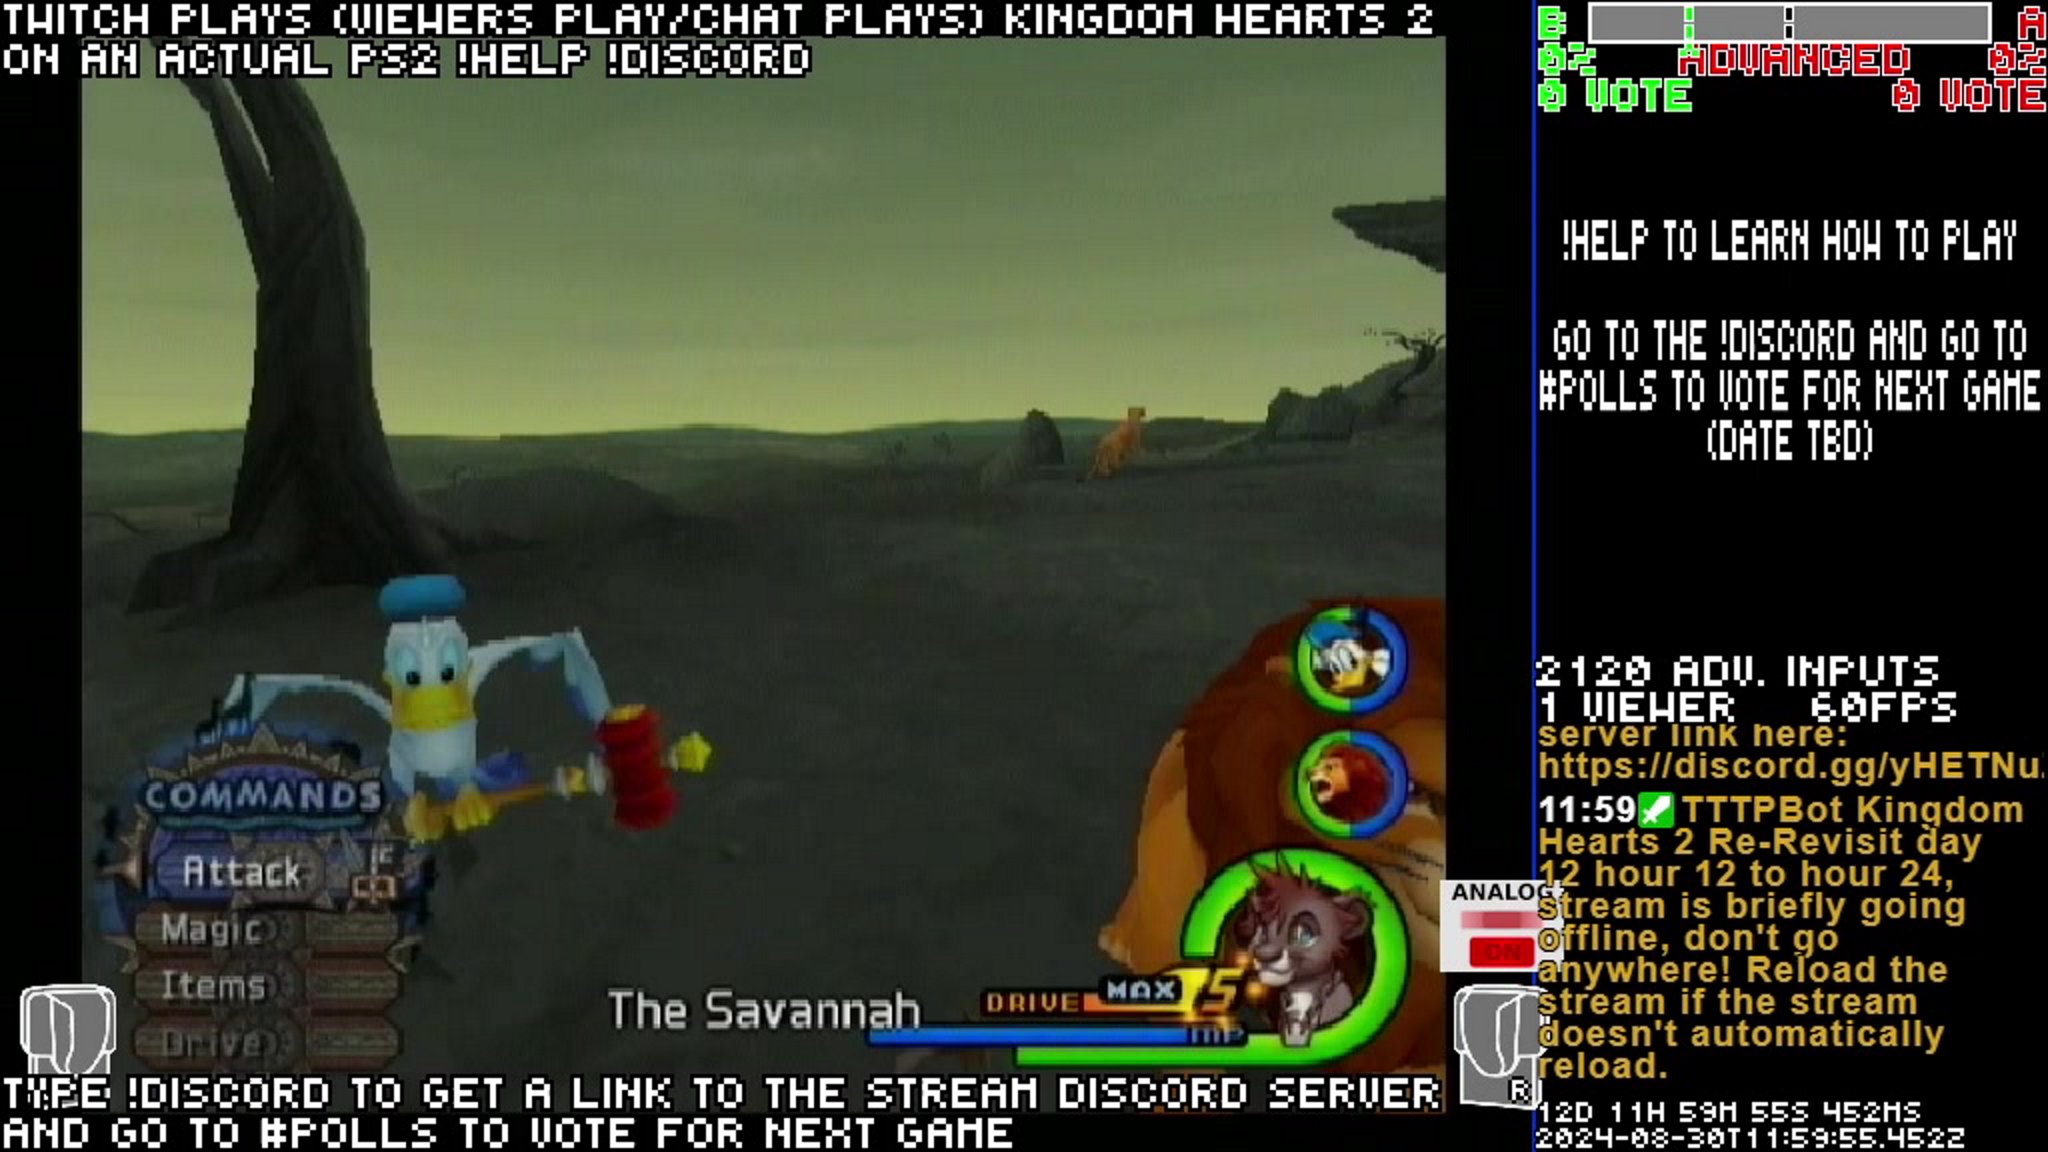 TWITCH PLAYS (VIEWERS PLAY/CHAT PLAYS) KINGDOM HEARTS 2
ON AN ACTUAL PS2 !HELP !DISCORD
B A
0% ADVANCED 0%
0 VOTE 0 VOTE
!HELP TO LEARN HOW TO PLAY
GO TO THE !DISCORD AND GO TO
#POLLS TO VOTE FOR NEXT GAME
(DATE TBD)
2120 ADV. INPUTS
1 VIEWER 60FPS
server link here:
https://discord.gg/yHETNu
11:59 TTTPBot Kingdom
Hearts 2 Re-Revisit day
12 hour 12 to hour 24,
stream is briefly going
offline, don't go
anywhere! Reload the
stream if the stream
doesn't automatically
reload.
12D 11H 59M 55S 452MS
2024-08-30T11:59:55.452Z
COMMANDS
Attack
Magic
Items
Drive
The Savannah
DRIVE MAX 5
MP
ANALOG
ON
R
TYPE !DISCORD TO GET A LINK TO THE STREAM DISCORD SERVER
AND GO TO #POLLS TO VOTE FOR NEXT GAME